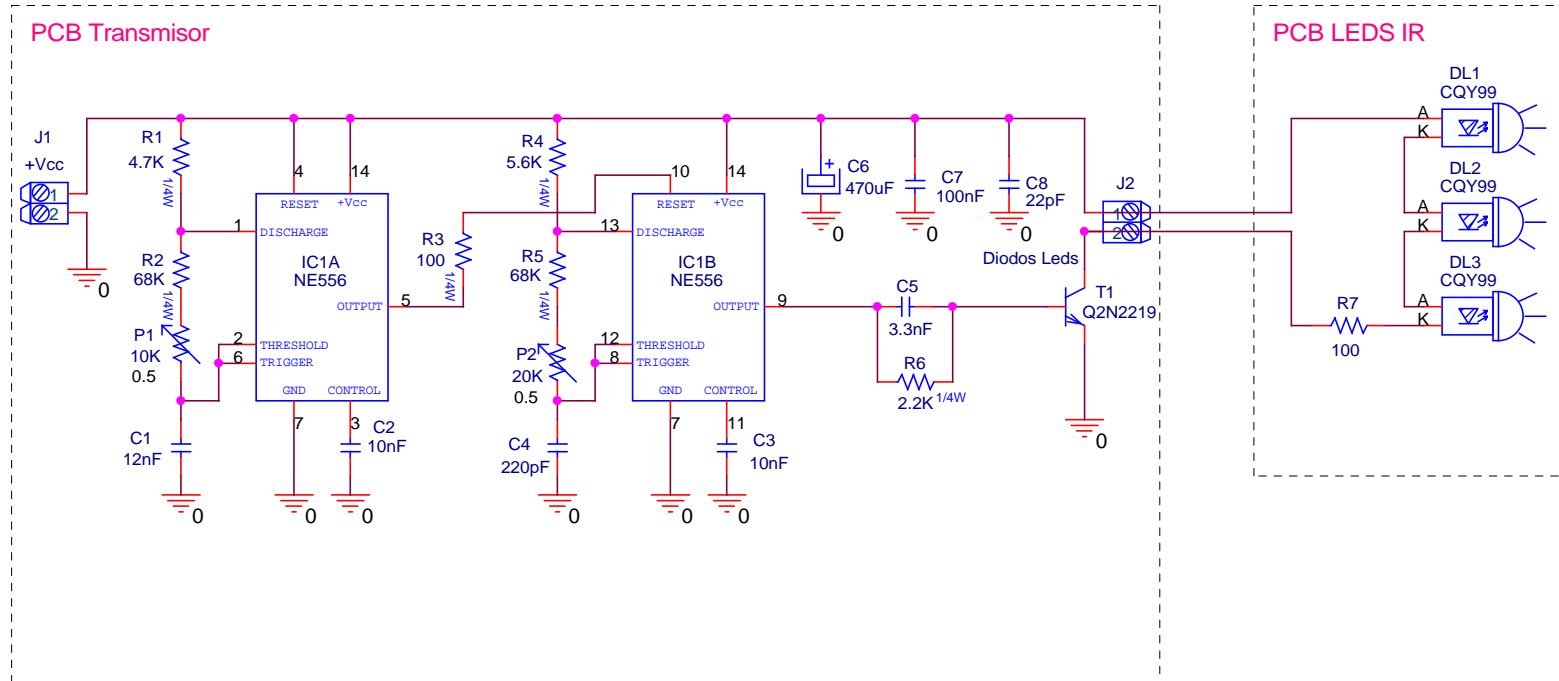 PCB Transmisor
PCB LEDS IR
J1
+Vcc
1
2
0
R1
4.7K
1/4W
R2
68K
1/4W
P1
10K
0.5
C1
12nF
0
4
14
RESET
+Vcc
1
DISCHARGE
IC1A
NE556
OUTPUT
5
2
THRESHOLD
6
TRIGGER
GND
CONTROL
7
3
C2
10nF
0
0
R3
100
1/4W
R4
5.6K
1/4W
R5
68K
1/4W
P2
20K
0.5
C4
220pF
0
10
14
RESET
+Vcc
13
DISCHARGE
IC1B
NE556
OUTPUT
9
12
THRESHOLD
8
TRIGGER
GND
CONTROL
7
11
C3
10nF
0
0
C6
470uF
+
0
C7
100nF
0
C8
22pF
0
J2
1
2
Diodos Leds
C5
3.3nF
R6
2.2K
1/4W
T1
Q2N2219
0
DL1
CQY99
A
K
DL2
CQY99
A
K
DL3
CQY99
A
K
R7
100